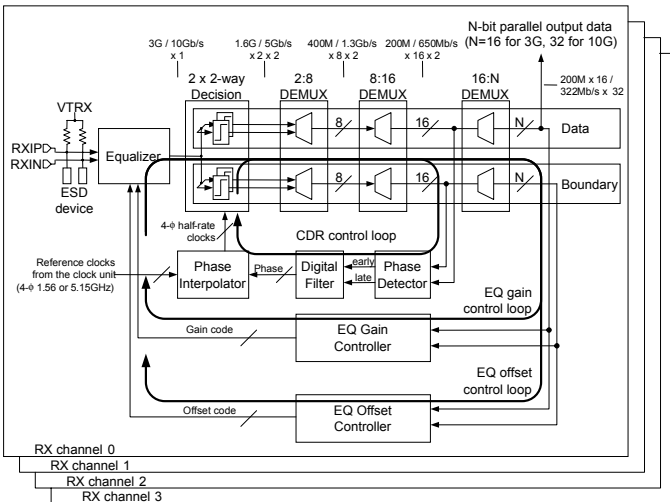 N-bit parallel output data
(N=16 for 3G, 32 for 10G)
3G / 10Gb/s
x 1
1.6G / 5Gb/s
x 2 x 2
400M / 1.3Gb/s
x 8 x 2
200M / 650Mb/s
x 16 x 2
200M x 16 /
322Mb/s x 32
2 x 2-way
Decision
2:8
DEMUX
8:16
DEMUX
16:N
DEMUX
VTRX
RXIP
RXIN
Equalizer
ESD
device
8
16
N
Data
8
16
N
Boundary
4-ϕ half-rate
clocks
CDR control loop
Reference clocks
from the clock unit
(4-ϕ 1.56 or 5.15GHz)
Phase
Interpolator
Phase
Digital
Filter
early
late
Phase
Detector
EQ gain
control loop
Gain code
EQ Gain
Controller
EQ offset
control loop
Offset code
EQ Offset
Controller
RX channel 0
RX channel 1
RX channel 2
RX channel 3